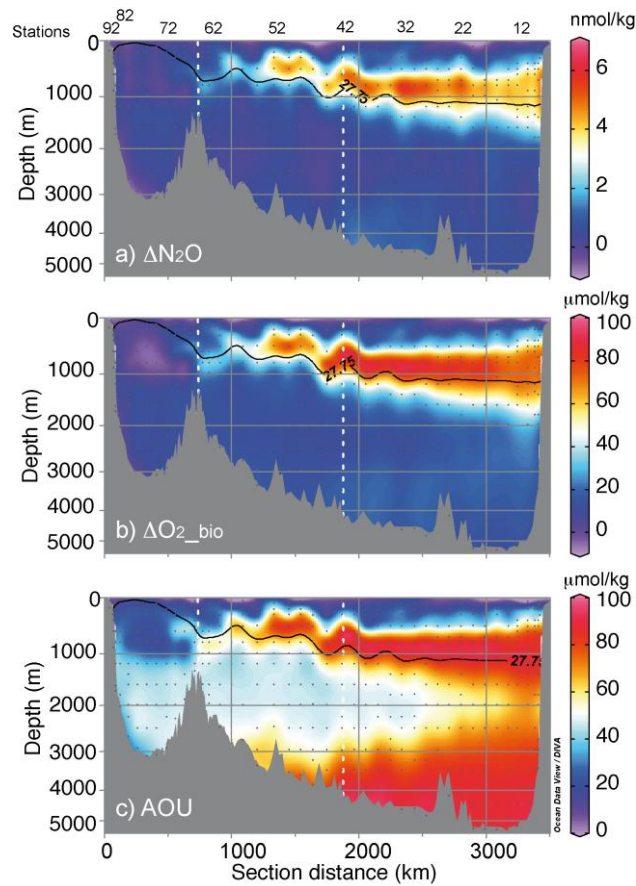 Stations
92 82 72 62 52 42 32 22 12
nmol/kg
0
1000
2000
3000
4000
5000
Depth (m)
27.75
a) ΔN2O
6
4
2
0
μmol/kg
0
1000
2000
3000
4000
5000
Depth (m)
27.75
b) ΔO2_bio
100
80
60
40
20
0
μmol/kg
0
1000
2000
3000
4000
5000
Depth (m)
27.75
c) AOU
Ocean Data View / DIVA
100
80
60
40
20
0
0 1000 2000 3000
Section distance (km)